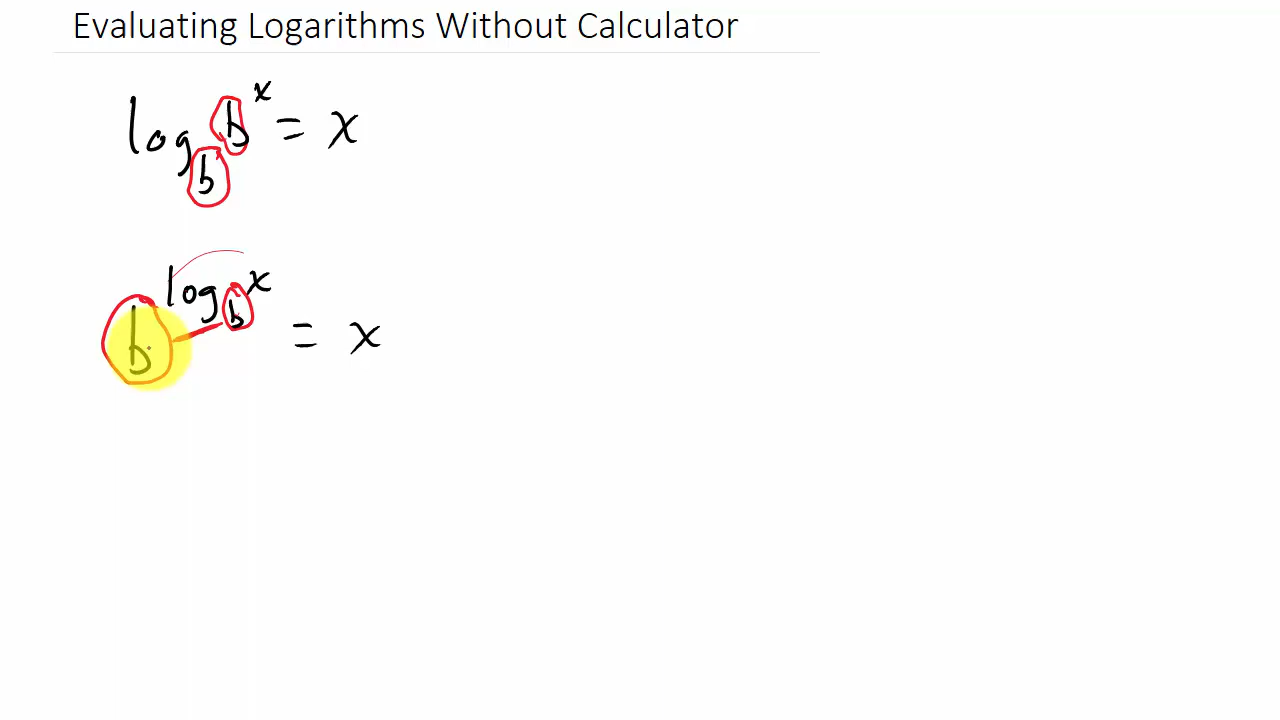 Evaluating Logarithms Without Calculator
log_b b^x = x
b^{log_b x} = x